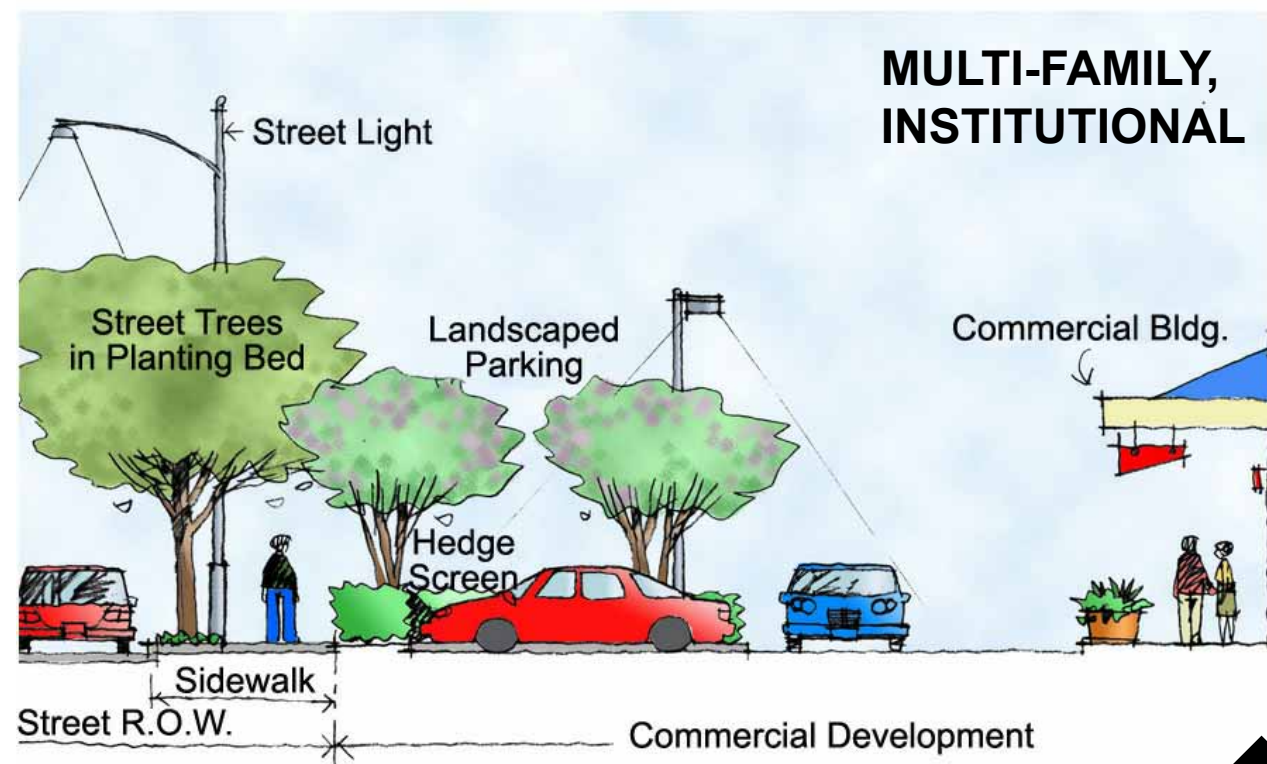 MULTI-FAMILY,
INSTITUTIONAL
Street Light
Street Trees
in Planting Bed
Landscaped
Parking
Commercial Bldg.
Hedge
Screen
Sidewalk
Street R.O.W.
Commercial Development